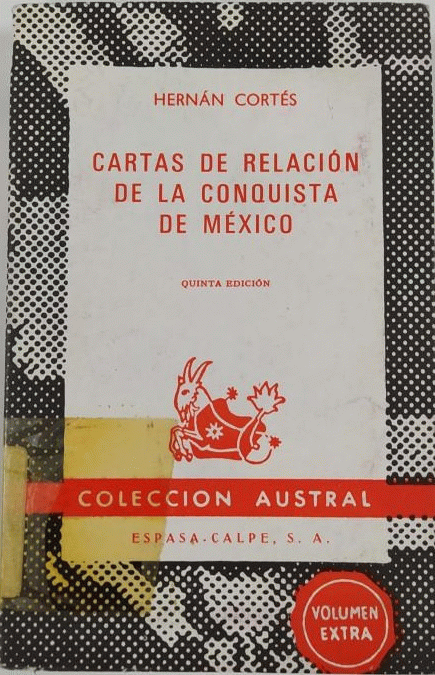 HERNÁN CORTÉS
CARTAS DE RELACIÓN
DE LA CONQUISTA
DE MÉXICO
QUINTA EDICIÓN
COLECCION AUSTRAL
ESPASA-CALPE, S. A.
VOLUMEN
EXTRA